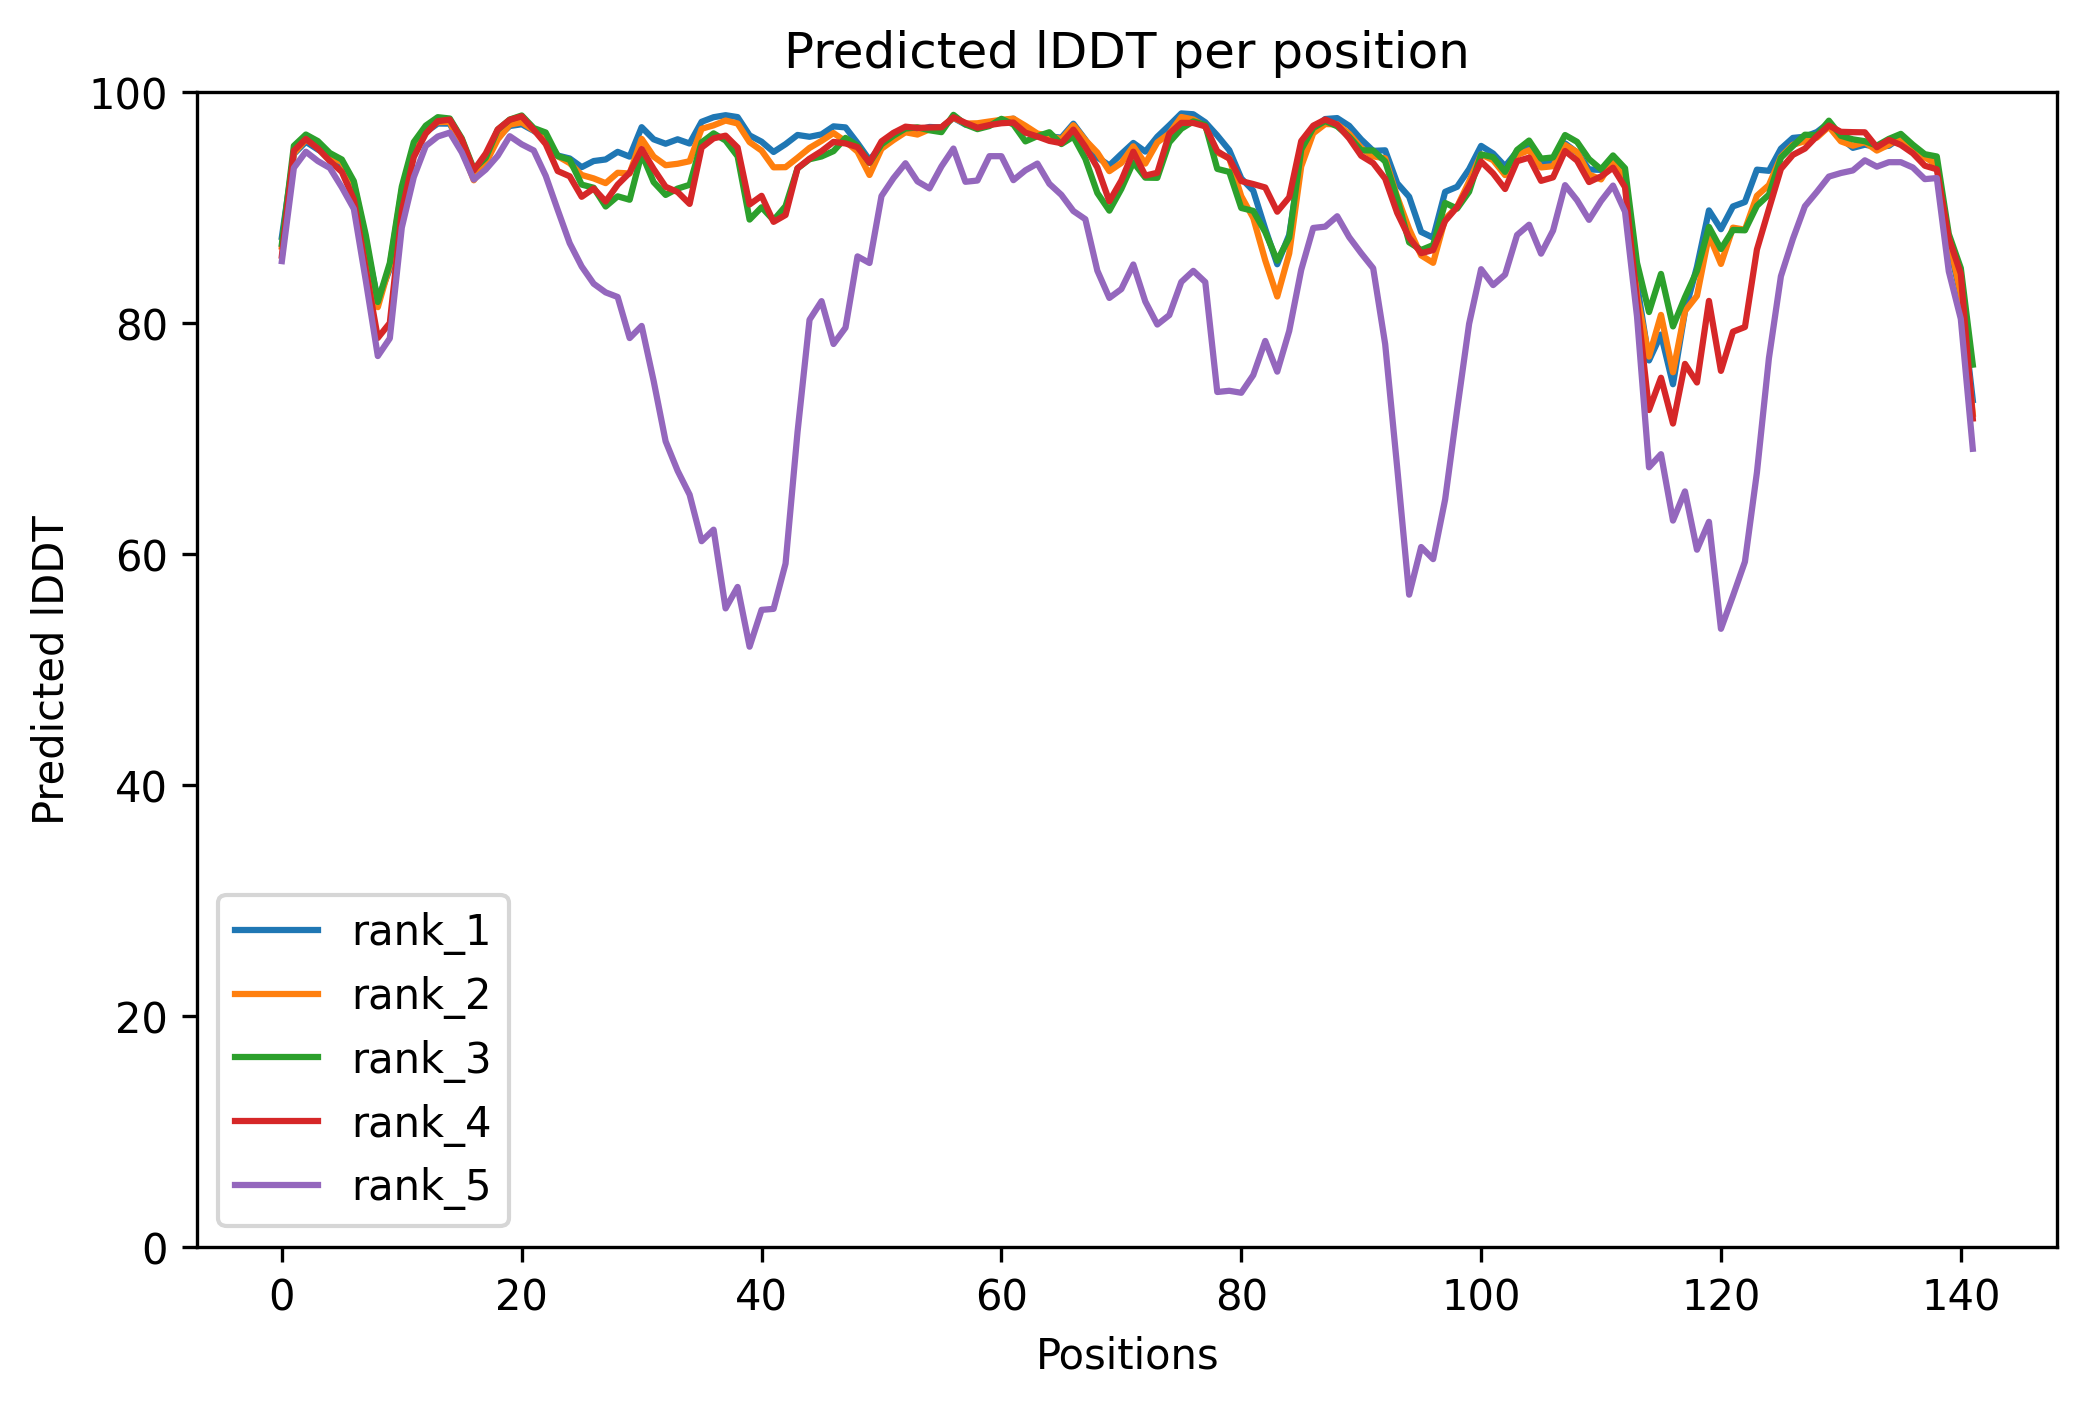 Predicted lDDT per position
100
80
60
40
20
0
Predicted lDDT
rank_1
rank_2
rank_3
rank_4
rank_5
0 20 40 60 80 100 120 140
Positions